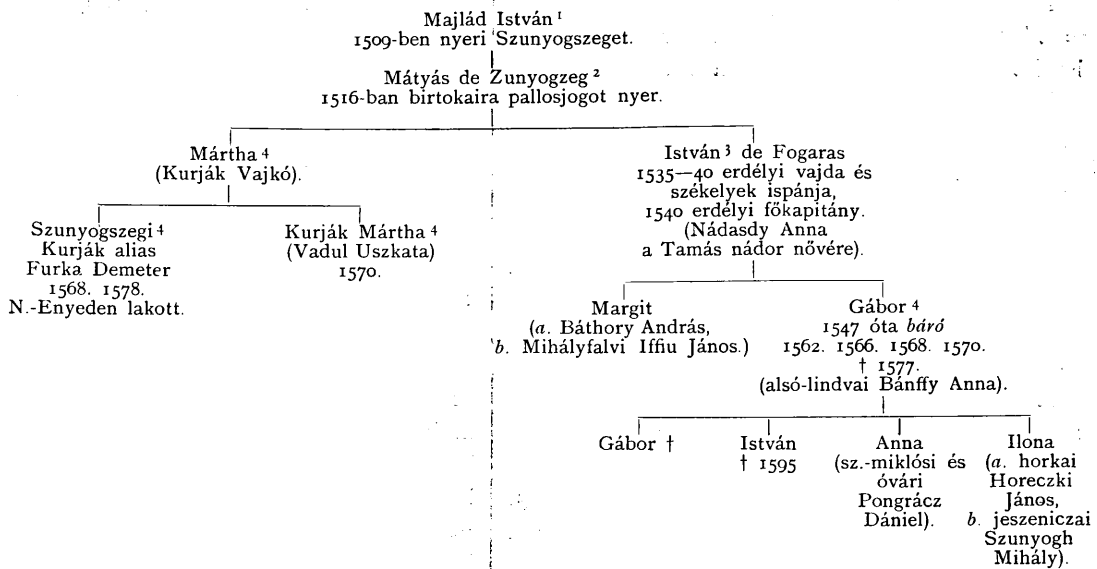 Majlád István ¹
1509-ben nyeri Szunyogszeget.
Mátyás de Zunyogzeg ²
1516-ban birtokaira pallosjogot nyer.
Mártha ⁴
(Kurják Vajkó).
István ³ de Fogaras
1535—40 erdélyi vajda és
székelyek ispánja,
1540 erdélyi főkapitány.
(Nádasdy Anna
a Tamás nádor nővére).
Szunyogszegi ⁴
Kurják alias
Furka Demeter
1568. 1578.
N.-Enyeden lakott.
Kurják Mártha ⁴
(Vadul Uszkata)
1570.
Margit
(a. Báthory András,
b. Mihályfalvi Iffiu János.)
Gábor ⁴
1547 óta báró
1562. 1566. 1568. 1570.
† 1577.
(alsó-lindvai Bánffy Anna).
Gábor †
István
† 1595
Anna
(sz.-miklósi és
óvári
Pongrácz
Dániel).
Ilona
(a. horkai
Horeczki
János,
b. jeszeniczai
Szunyogh
Mihály).